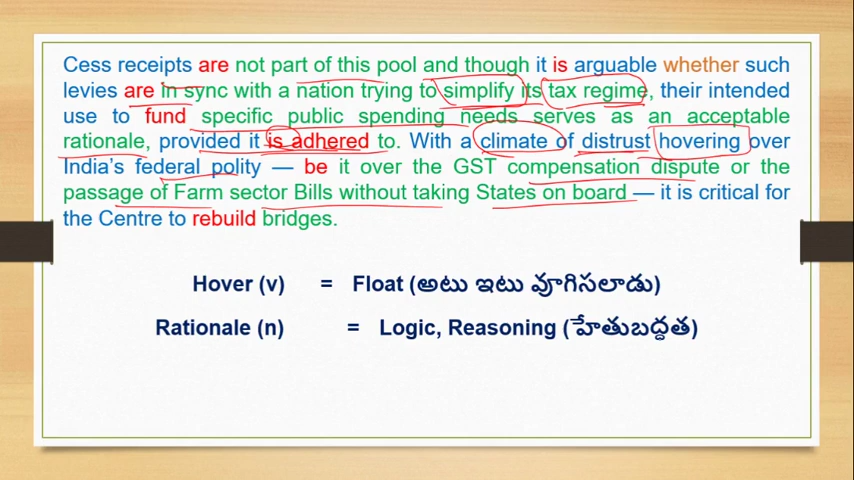 Cess receipts are not part of this pool and though it is arguable whether such
levies are in sync with a nation trying to simplify its tax regime, their intended
use to fund specific public spending needs serves as an acceptable
rationale, provided it is adhered to. With a climate of distrust hovering over
India's federal polity — be it over the GST compensation dispute or the
passage of Farm sector Bills without taking States on board — it is critical for
the Centre to rebuild bridges.
Hover (v) = Float (అటు ఇటు వూగిసలాడు)
Rationale (n) = Logic, Reasoning (హేతుబద్ధత)